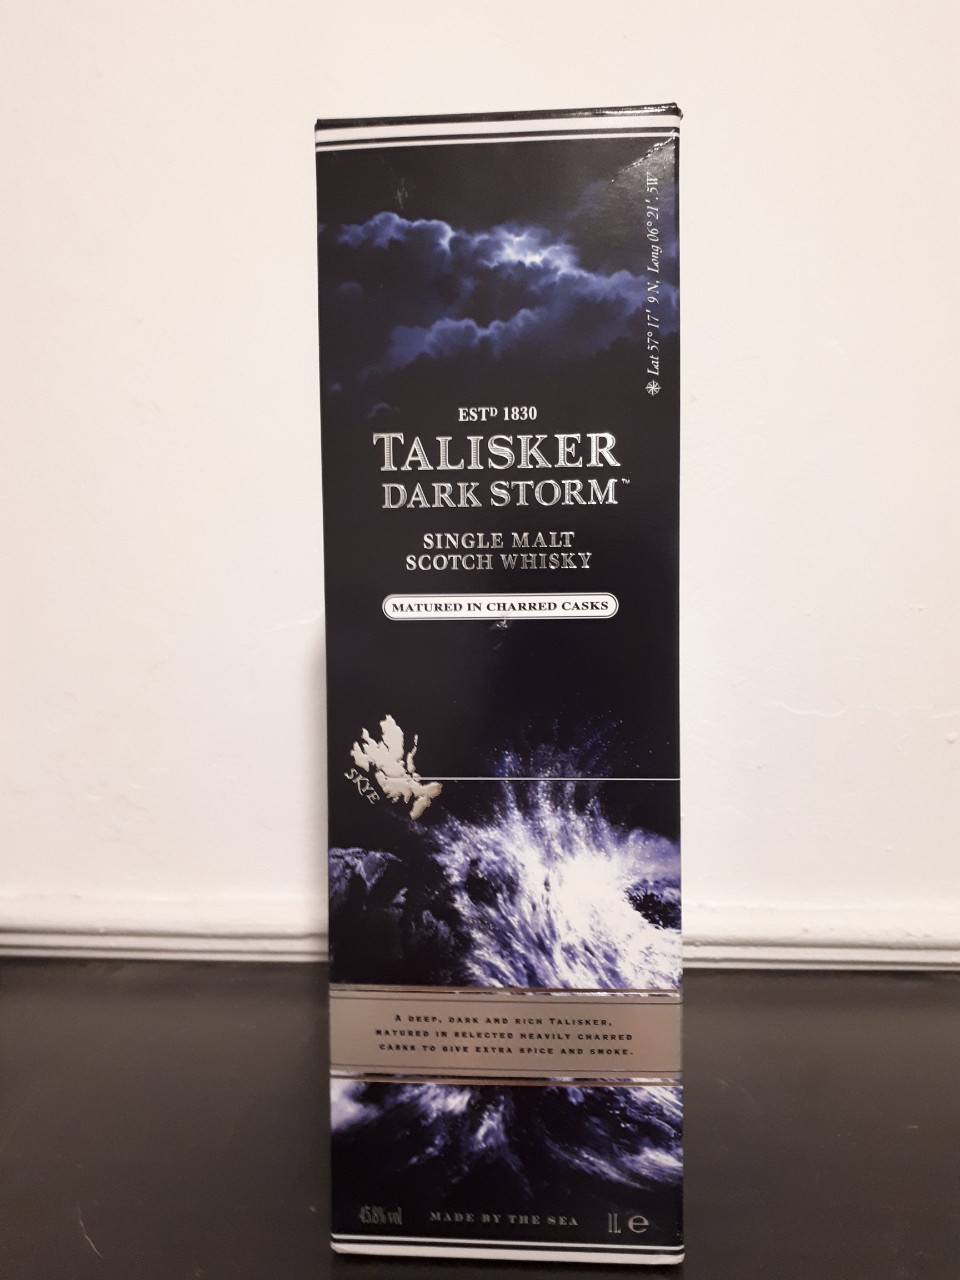 Lat 57° 17' 9 N, Long 06° 21' .5W
ESTD 1830
TALISKER
DARK STORM™
SINGLE MALT
SCOTCH WHISKY
MATURED IN CHARRED CASKS
SKYE
A DEEP, DARK AND RICH TALISKER,
MATURED IN SELECTED HEAVILY CHARRED
CASKS TO GIVE EXTRA SPICE AND SMOKE.
45.8% vol MADE BY THE SEA 1L e